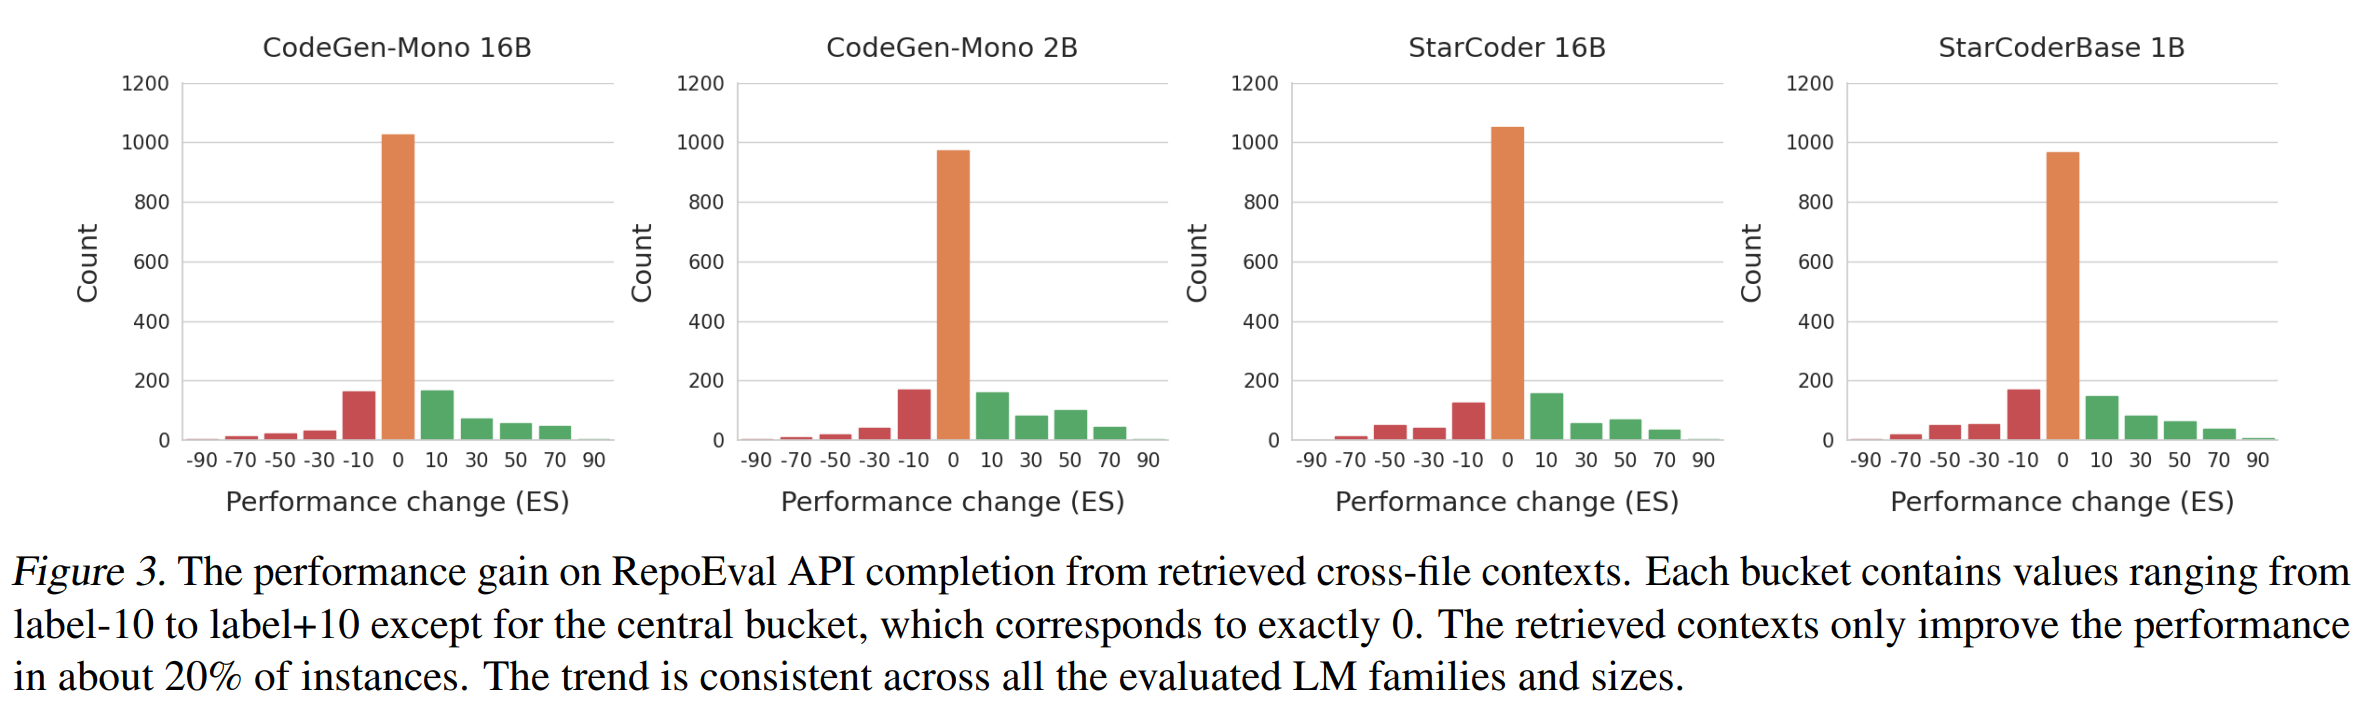 CodeGen-Mono 16B
1200
1000
800
600
400
200
0
Count
-90 -70 -50 -30 -10 0 10 30 50 70 90
Performance change (ES)
CodeGen-Mono 2B
1200
1000
800
600
400
200
0
Count
-90 -70 -50 -30 -10 0 10 30 50 70 90
Performance change (ES)
StarCoder 16B
1200
1000
800
600
400
200
0
Count
-90 -70 -50 -30 -10 0 10 30 50 70 90
Performance change (ES)
StarCoderBase 1B
1200
1000
800
600
400
200
0
Count
-90 -70 -50 -30 -10 0 10 30 50 70 90
Performance change (ES)
Figure 3. The performance gain on RepoEval API completion from retrieved cross-file contexts. Each bucket contains values ranging from
label-10 to label+10 except for the central bucket, which corresponds to exactly 0. The retrieved contexts only improve the performance
in about 20% of instances. The trend is consistent across all the evaluated LM families and sizes.